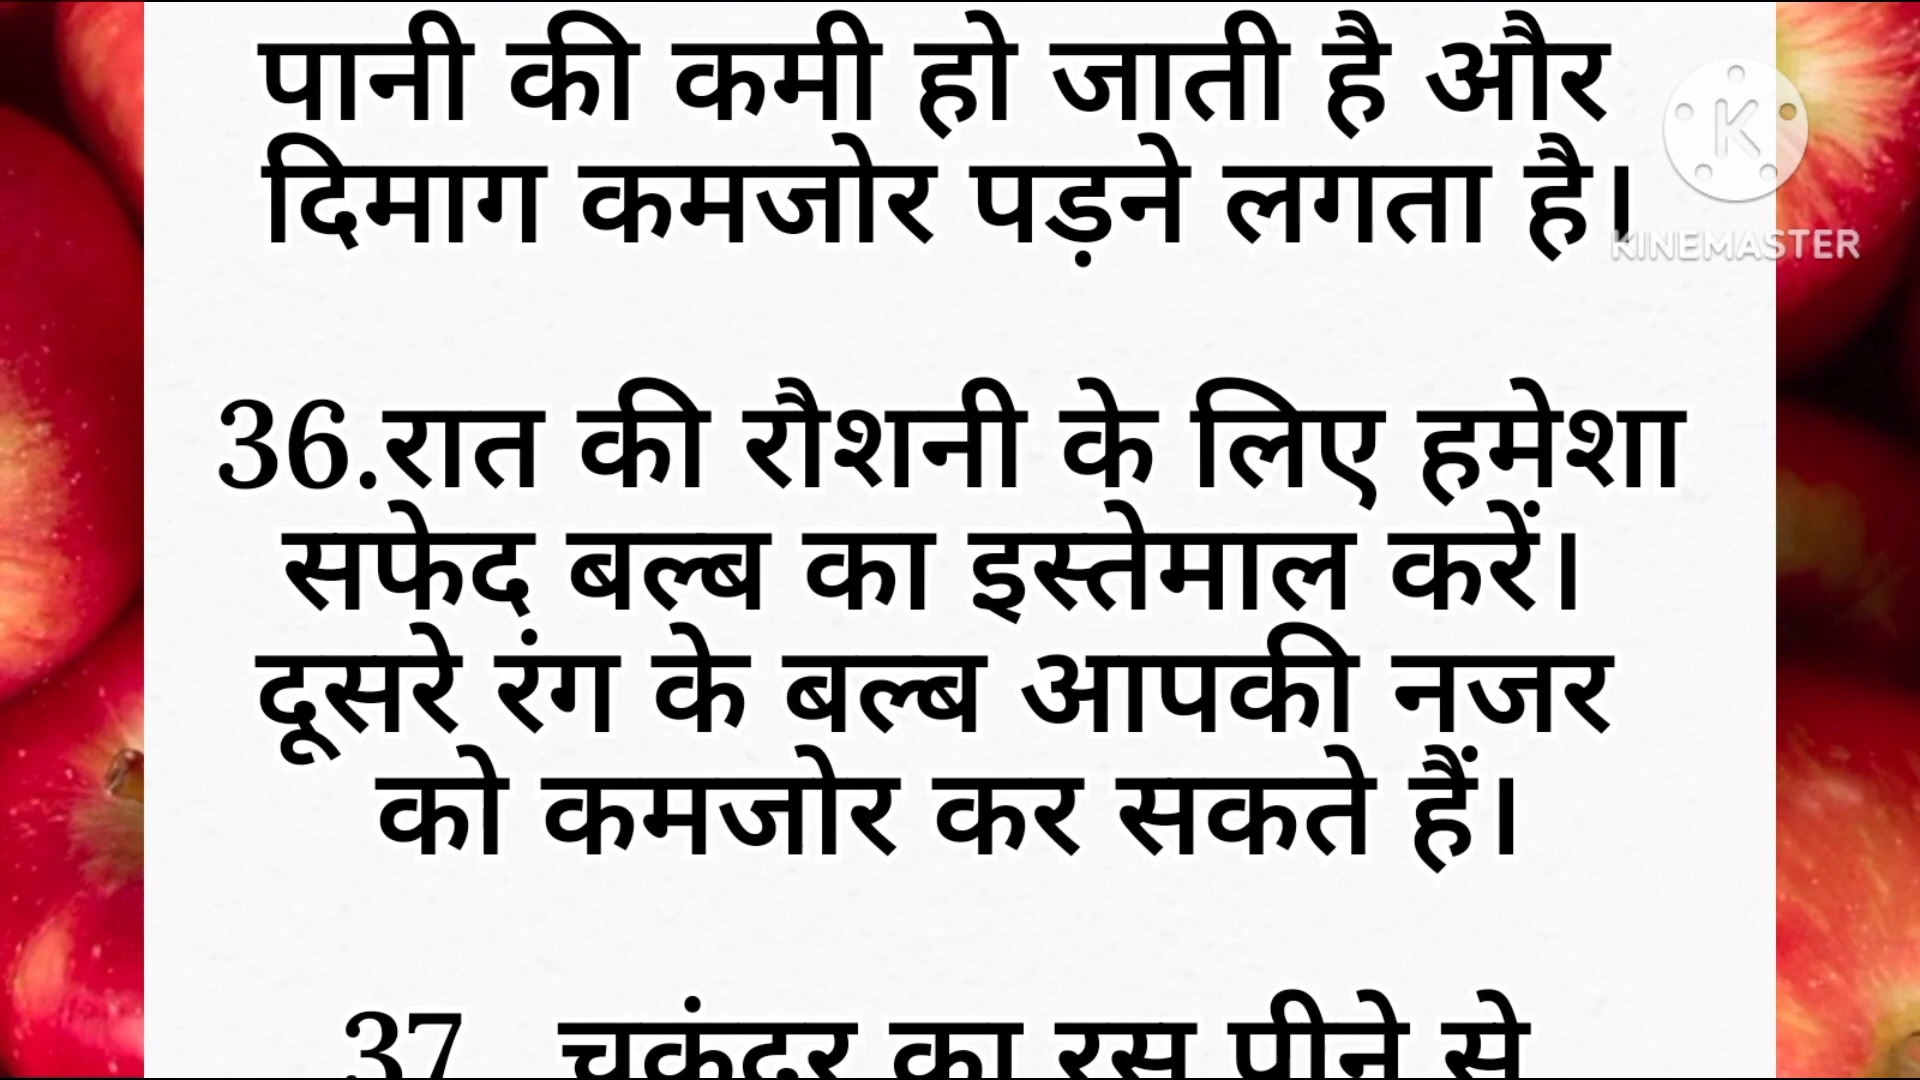 पानी की कमी हो जाती है और
दिमाग कमजोर पड़ने लगता है।
KINEMASTER
36.रात की रौशनी के लिए हमेशा
सफेद बल्ब का इस्तेमाल करें।
दूसरे रंग के बल्ब आपकी नजर
को कमजोर कर सकते हैं।
37 चकंदर का रस पीने से